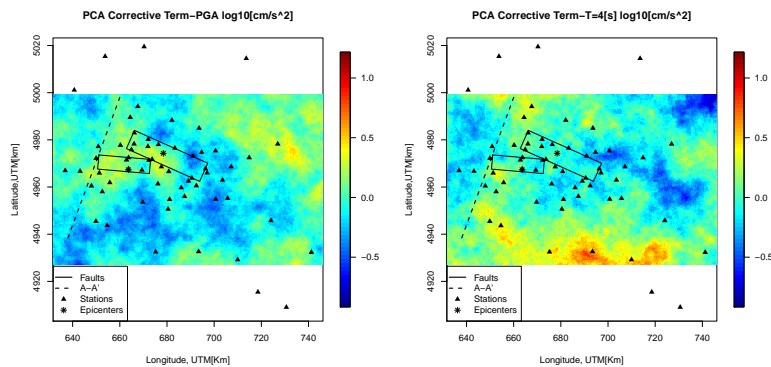 PCA Corrective Term−PGA log10[cm/s^2]
5020
5000
4980
4960
4940
4920
Latitude,UTM[km]
Faults
A−A'
Stations
Epicenters
640
660
680
700
720
740
Longitude, UTM[Km]
1.0
0.5
0.0
−0.5
PCA Corrective Term−T=4[s] log10[cm/s^2]
5020
5000
4980
4960
4940
4920
Latitude,UTM[km]
Faults
A−A'
Stations
Epicenters
640
660
680
700
720
740
Longitude, UTM[Km]
1.0
0.5
0.0
−0.5